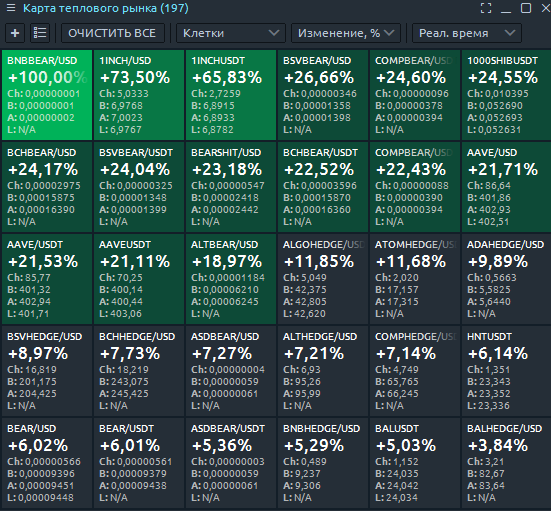 Карта теплового рынка (197)
+ ОЧИСТИТЬ ВСЕ Клетки Изменение, % Реал. время
BNBBEAR/USD 1INCH/USD 1INCHUSDT BSVBEAR/USD COMPBEAR/USD 1000SHIBUSDT
+100,00% +73,50% +65,83% +26,66% +24,60% +24,55%
Ch: 0,00000001 Ch: 5,0333 Ch: 2,7259 Ch: 0,00000346 Ch: 0,00000096 Ch: 0,010395
B: 0,00000001 B: 6,9768 B: 6,8915 B: 0,00001358 B: 0,00000378 B: 0,052690
A: 0,00000002 A: 7,0023 A: 6,8933 A: 0,00001398 A: 0,00000394 A: 0,052693
L: N/A L: 6,9767 L: 6,8782 L: N/A L: N/A L: 0,052631
BCHBEAR/USD BSVBEAR/USDT BEARSHIT/USD BCHBEAR/USDT COMPBEAR/USD AAVE/USD
+24,17% +24,04% +23,18% +22,52% +22,43% +21,71%
Ch: 0,00002975 Ch: 0,00000325 Ch: 0,00000547 Ch: 0,00003596 Ch: 0,00000088 Ch: 86,64
B: 0,00015875 B: 0,00001348 B: 0,00002418 B: 0,00015870 B: 0,00000390 B: 401,86
A: 0,00016390 A: 0,00001399 A: 0,00002442 A: 0,00016360 A: 0,00000394 A: 402,93
L: N/A L: N/A L: N/A L: N/A L: N/A L: 402,51
AAVE/USDT AAVEUSDT ALTBEAR/USD ALGOHEDGE/USD ATOMHEDGE/USD ADAHEDGE/USD
+21,53% +21,11% +18,97% +11,85% +11,68% +9,89%
Ch: 85,77 Ch: 70,25 Ch: 0,00001184 Ch: 5,049 Ch: 2,020 Ch: 0,5663
B: 401,32 B: 400,14 B: 0,00006210 B: 42,375 B: 17,157 B: 5,5825
A: 402,94 A: 400,44 A: 0,00006245 A: 42,805 A: 17,315 A: 5,6440
L: 401,71 L: 403,06 L: N/A L: 42,620 L: N/A L: N/A
BSVHEDGE/USD BCHHEDGE/USD ASDBEAR/USD ALTHEDGE/USD COMPHEDGE/USD HNTUSDT
+8,97% +7,73% +7,27% +7,21% +7,14% +6,14%
Ch: 16,819 Ch: 18,219 Ch: 0,00000004 Ch: 6,93 Ch: 4,749 Ch: 1,351
B: 201,175 B: 243,075 B: 0,00000059 B: 95,26 B: 65,765 B: 23,343
A: 204,425 A: 245,425 A: 0,00000061 A: 95,99 A: 66,245 A: 23,352
L: N/A L: N/A L: N/A L: N/A L: N/A L: 23,336
BEAR/USD BEAR/USDT ASDBEAR/USDT BNBHEDGE/USD BALUSDT BALHEDGE/USD
+6,02% +6,01% +5,36% +5,29% +5,03% +3,84%
Ch: 0,00000566 Ch: 0,00000561 Ch: 0,00000003 Ch: 0,489 Ch: 1,152 Ch: 3,21
B: 0,00009396 B: 0,00009379 B: 0,00000059 B: 9,237 B: 24,035 B: 82,67
A: 0,00009451 A: 0,00009438 A: 0,00000061 A: 9,306 A: 24,042 A: 83,64
L: 0,00009448 L: N/A L: N/A L: N/A L: 24,034 L: N/A